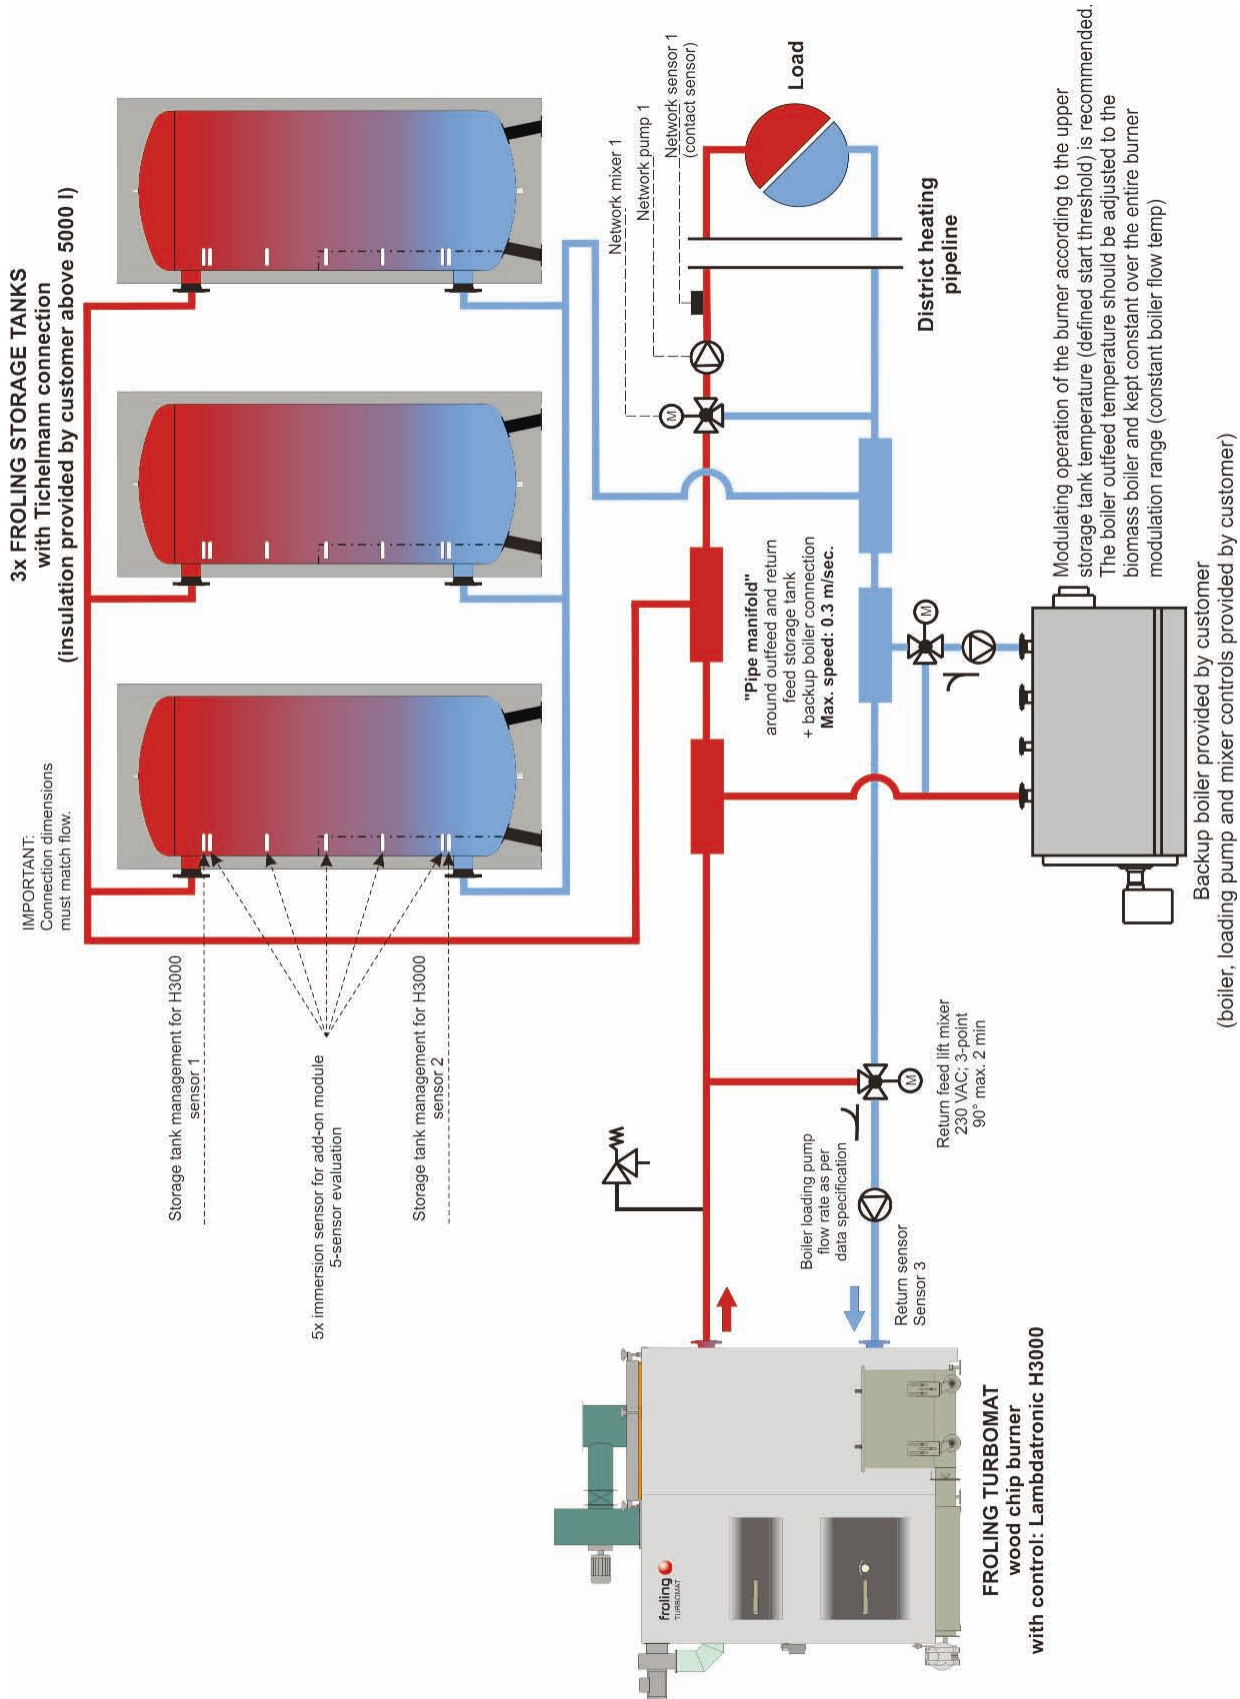 3x FROLING STORAGE TANKS
with Tichelmann connection
(insulation provided by customer above 5000 l)
IMPORTANT:
Connection dimensions
must match flow.
Storage tank management for H3000
sensor 1
5x immersion sensor for add-on module
5-sensor evaluation
Storage tank management for H3000
sensor 2
Network mixer 1
Network pump 1
Network sensor 1
(contact sensor)
Load
District heating
pipeline
"Pipe manifold"
around outfeed and return
feed storage tank
+ backup boiler connection
Max. speed: 0.3 m/sec.
M
M
M
Boiler loading pump
flow rate as per
data specification
Return sensor
Sensor 3
Return feed lift mixer
230 VAC; 3-point
90° max. 2 min
froling
TURBOMAT
FROLING TURBOMAT
wood chip burner
with control: Lambdatronic H3000
Modulating operation of the burner according to the upper
storage tank temperature (defined start threshold) is recommended.
The boiler outfeed temperature should be adjusted to the
biomass boiler and kept constant over the entire burner
modulation range (constant boiler flow temp)
Backup boiler provided by customer
(boiler, loading pump and mixer controls provided by customer)